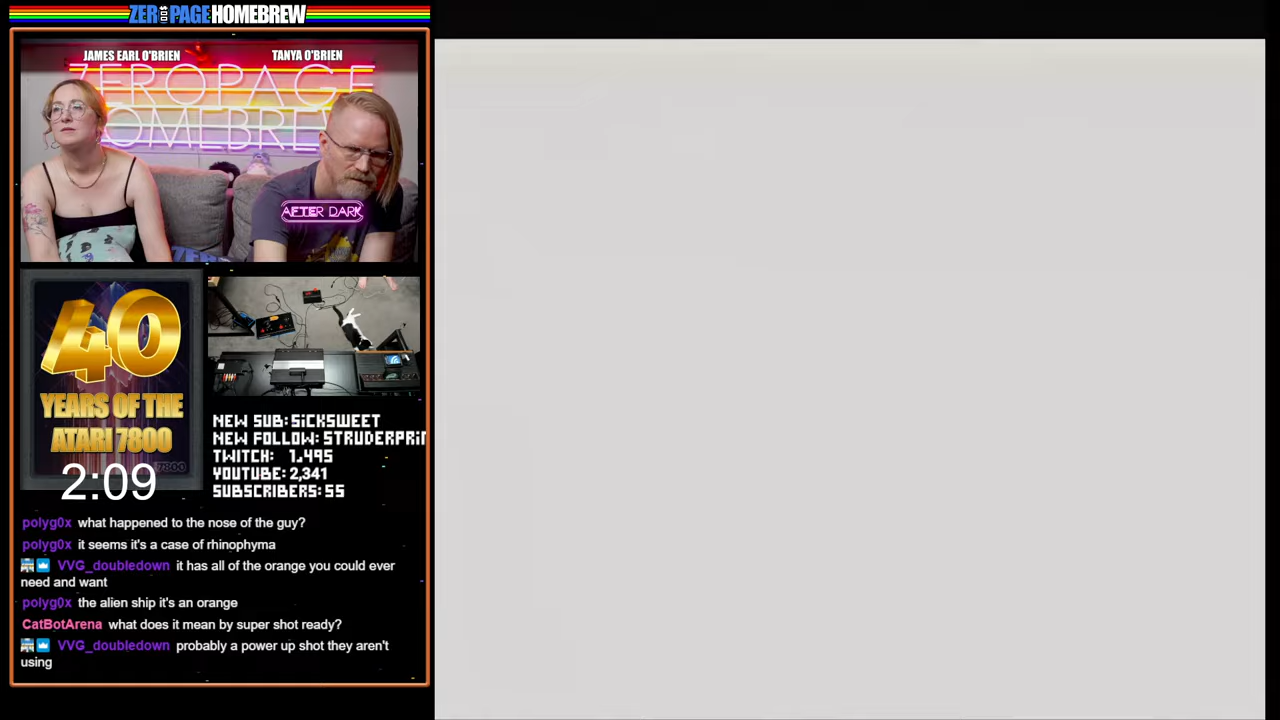 ZER PAGE HOMEBREW
JAMES EARL O'BRIEN
TANYA O'BRIEN
ZEROPAGE
HOMEBRE
AFTER DARK
40
YEARS OF THE
ATARI 7800
7800
2:09
NEW SUB: SICKSWEET
NEW FOLLOW: STRUDERPRI
TWITCH: 1,495
YOUTUBE: 2,341
SUBSCRIBERS: 55
polyg0x what happened to the nose of the guy?
polyg0x it seems it's a case of rhinophyma
VVG_doubledown it has all of the orange you could ever
need and want
polyg0x the alien ship it's an orange
CatBotArena what does it mean by super shot ready?
VVG_doubledown probably a power up shot they aren't
using